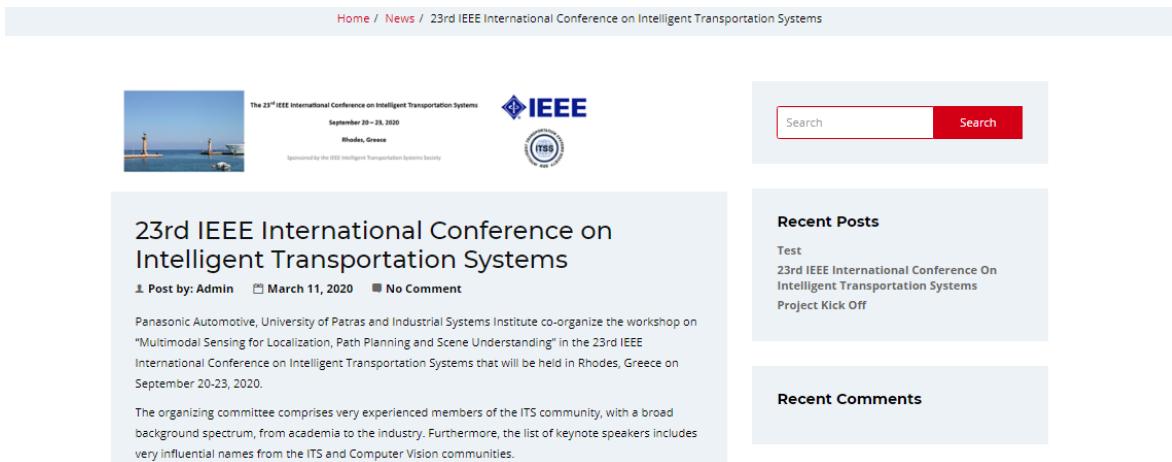 Home / News / 23rd IEEE International Conference on Intelligent Transportation Systems
The 23rd IEEE International Conference on Intelligent Transportation Systems
September 20 – 23, 2020
Rhodes, Greece
Sponsored by the IEEE Intelligent Transportation Systems Society
IEEE
ITSS
23rd IEEE International Conference on
Intelligent Transportation Systems
Post by: Admin March 11, 2020 No Comment
Panasonic Automotive, University of Patras and Industrial Systems Institute co-organize the workshop on
“Multimodal Sensing for Localization, Path Planning and Scene Understanding” in the 23rd IEEE
International Conference on Intelligent Transportation Systems that will be held in Rhodes, Greece on
September 20-23, 2020.
The organizing committee comprises very experienced members of the ITS community, with a broad
background spectrum, from academia to the industry. Furthermore, the list of keynote speakers includes
very influential names from the ITS and Computer Vision communities.
Search Search
Recent Posts
Test
23rd IEEE International Conference On
Intelligent Transportation Systems
Project Kick Off
Recent Comments